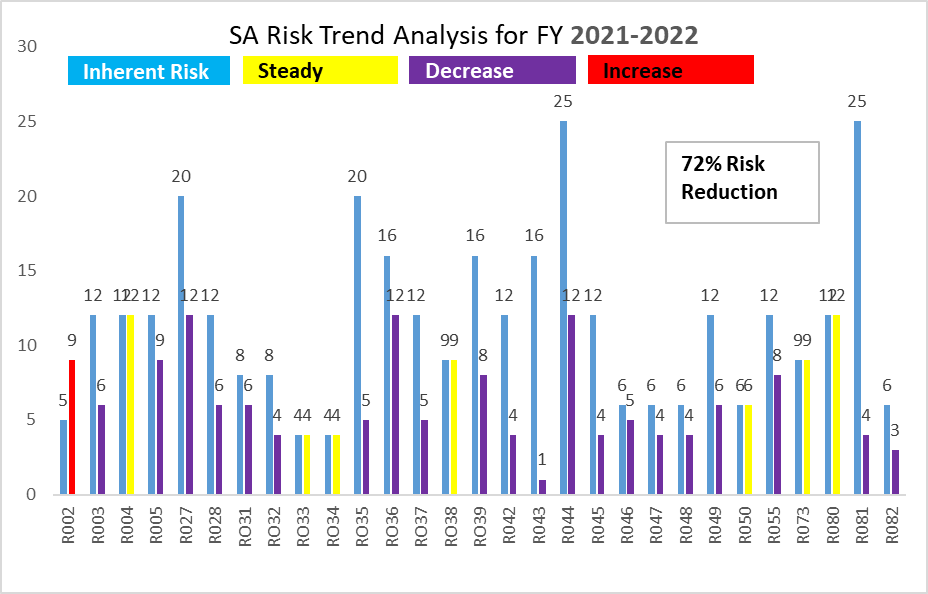 SA Risk Trend Analysis for FY 2021-2022
Inherent Risk Steady Decrease Increase
72% Risk
Reduction
30
25
20
15
10
5
0
5 9
12 6
12 12
12 9
20 12
12 6
8 6
8 4
4 4
4 4
20 5
16 12
12 5
9 9
16 8
12 4
16 1
25 12
12 4
6 5
6 4
6 4
12 6
6 6
12 8
9 9
12 12
25 4
6 3
R002
R003
R004
R005
R027
R028
RO31
RO32
RO33
RO34
RO35
RO36
RO37
RO38
RO39
R042
R043
R044
R045
R046
R047
R048
R049
R050
R055
R073
R080
R081
R082